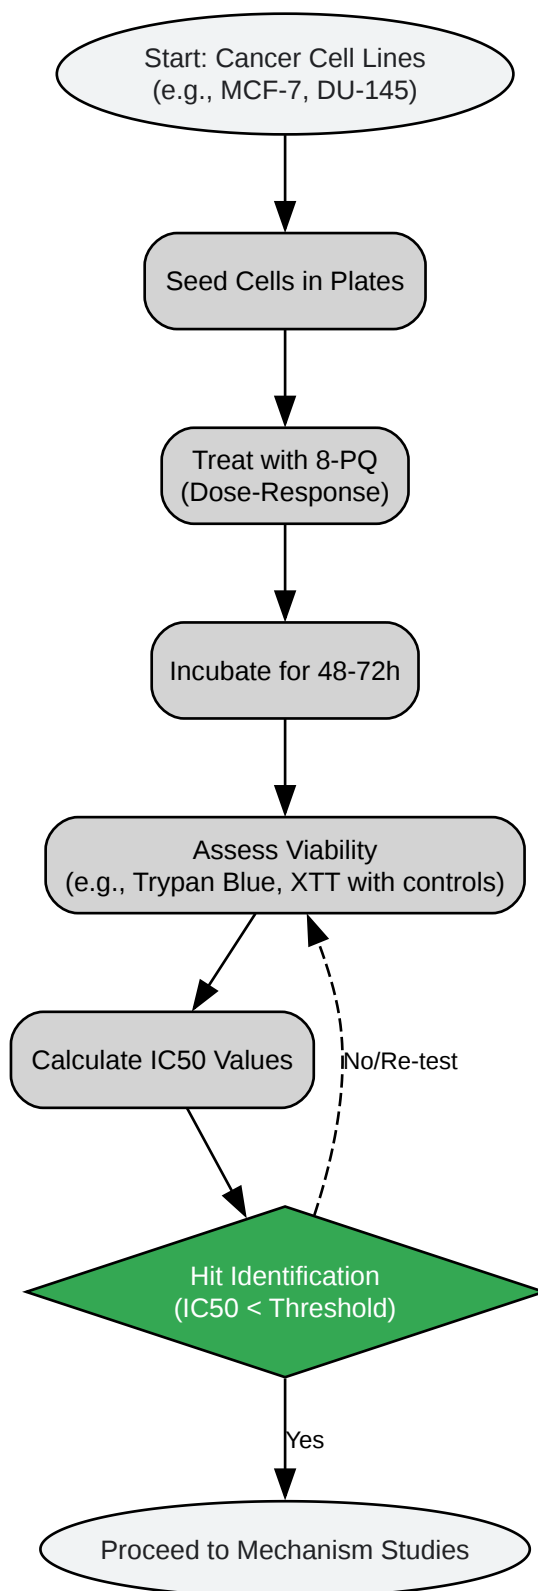 Start: Cancer Cell Lines
(e.g., MCF-7, DU-145)
Seed Cells in Plates
Treat with 8-PQ
(Dose-Response)
Incubate for 48-72h
Assess Viability
(e.g., Trypan Blue, XTT with controls)
Calculate IC50 Values
No/Re-test
Hit Identification
(IC50 < Threshold)
Yes
Proceed to Mechanism Studies